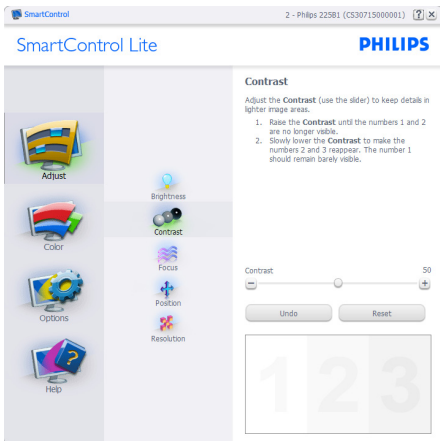 SmartControl
2 - Philips 225B1 (CS30715000001)
?
SmartControl Lite
PHILIPS
Adjust
Color
Options
Help
Brightness
Contrast
Focus
Position
Resolution
Contrast
Adjust the Contrast (use the slider) to keep details in
lighter image areas.
1. Raise the Contrast until the numbers 1 and 2
are no longer visible.
2. Slowly lower the Contrast to make the
numbers 2 and 3 reappear. The number 1
should remain barely visible.
Contrast 50
Undo Reset
1 2 3